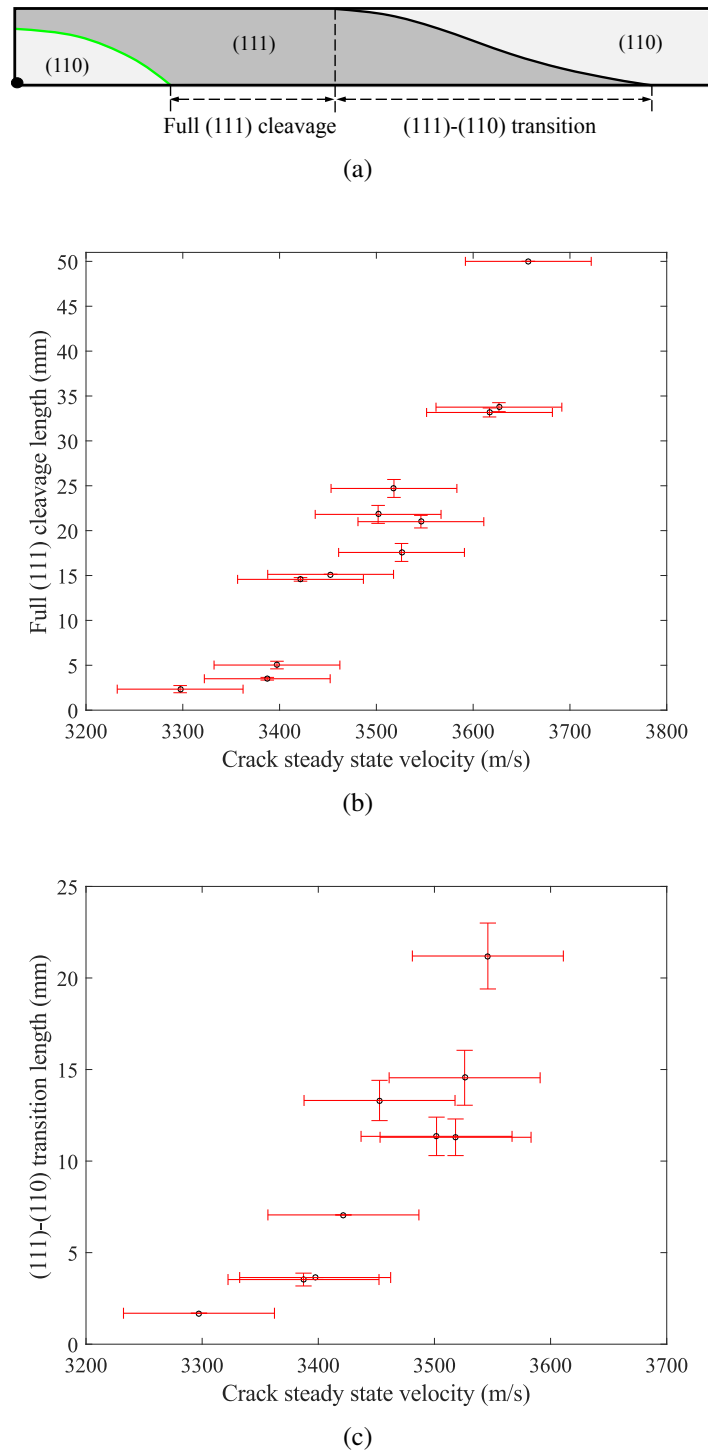 (110)
(111)
(110)
Full (111) cleavage
(111)-(110) transition
(a)
50
45
40
35
30
25
20
15
10
5
0
Full (111) cleavage length (mm)
3200 3300 3400 3500 3600 3700 3800
Crack steady state velocity (m/s)
(b)
25
20
15
10
5
0
(111)-(110) transition length (mm)
3200 3300 3400 3500 3600 3700
Crack steady state velocity (m/s)
(c)